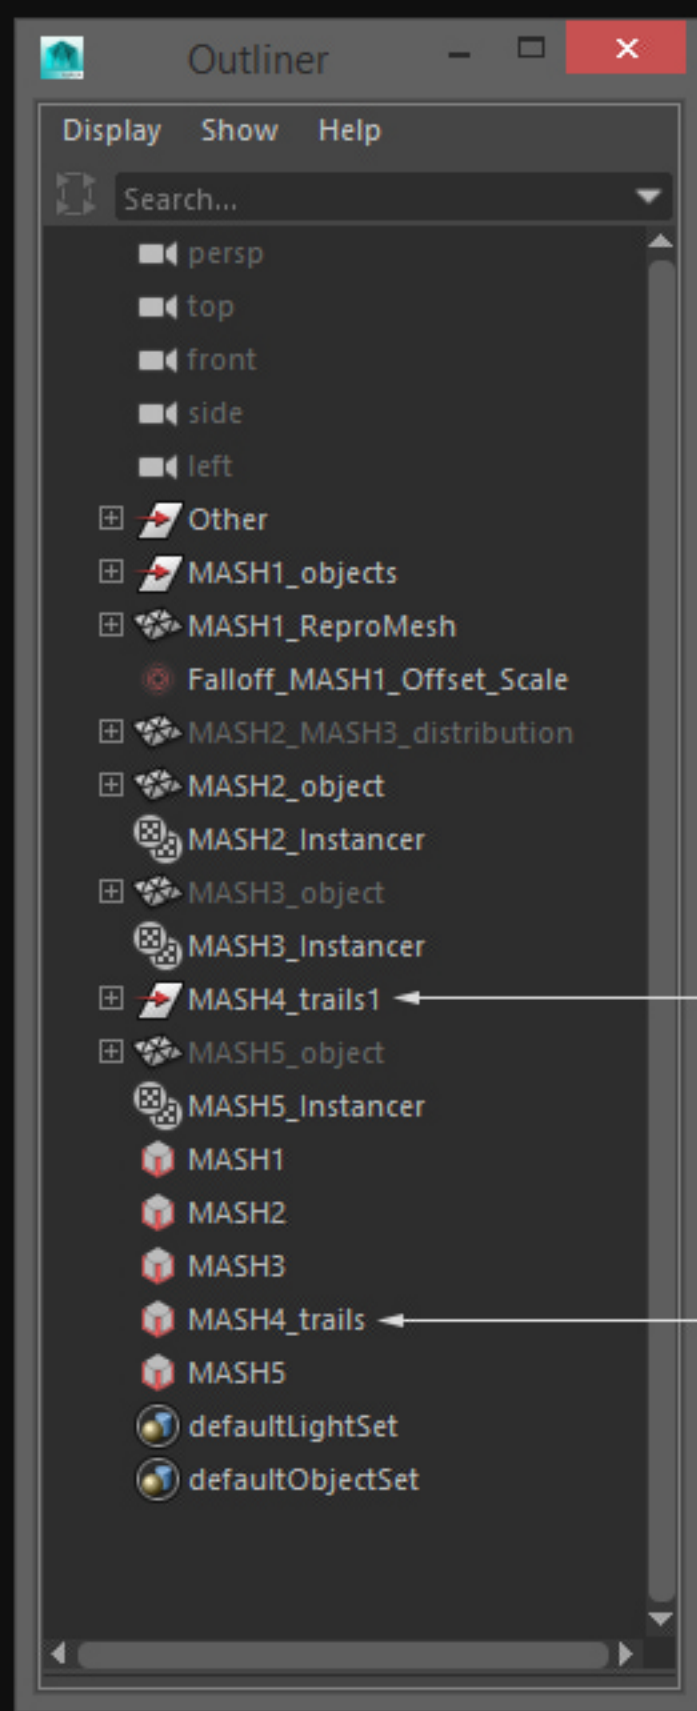 Outliner
Display Show Help
Search...
persp
top
front
side
left
Other
MASH1_objects
MASH1_ReproMesh
Falloff_MASH1_Offset_Scale
MASH2_MASH3_distribution
MASH2_object
MASH2_Instancer
MASH3_object
MASH3_Instancer
MASH4_trails1
MASH5_object
MASH5_Instancer
MASH1
MASH2
MASH3
MASH4_trails
MASH5
defaultLightSet
defaultObjectSet